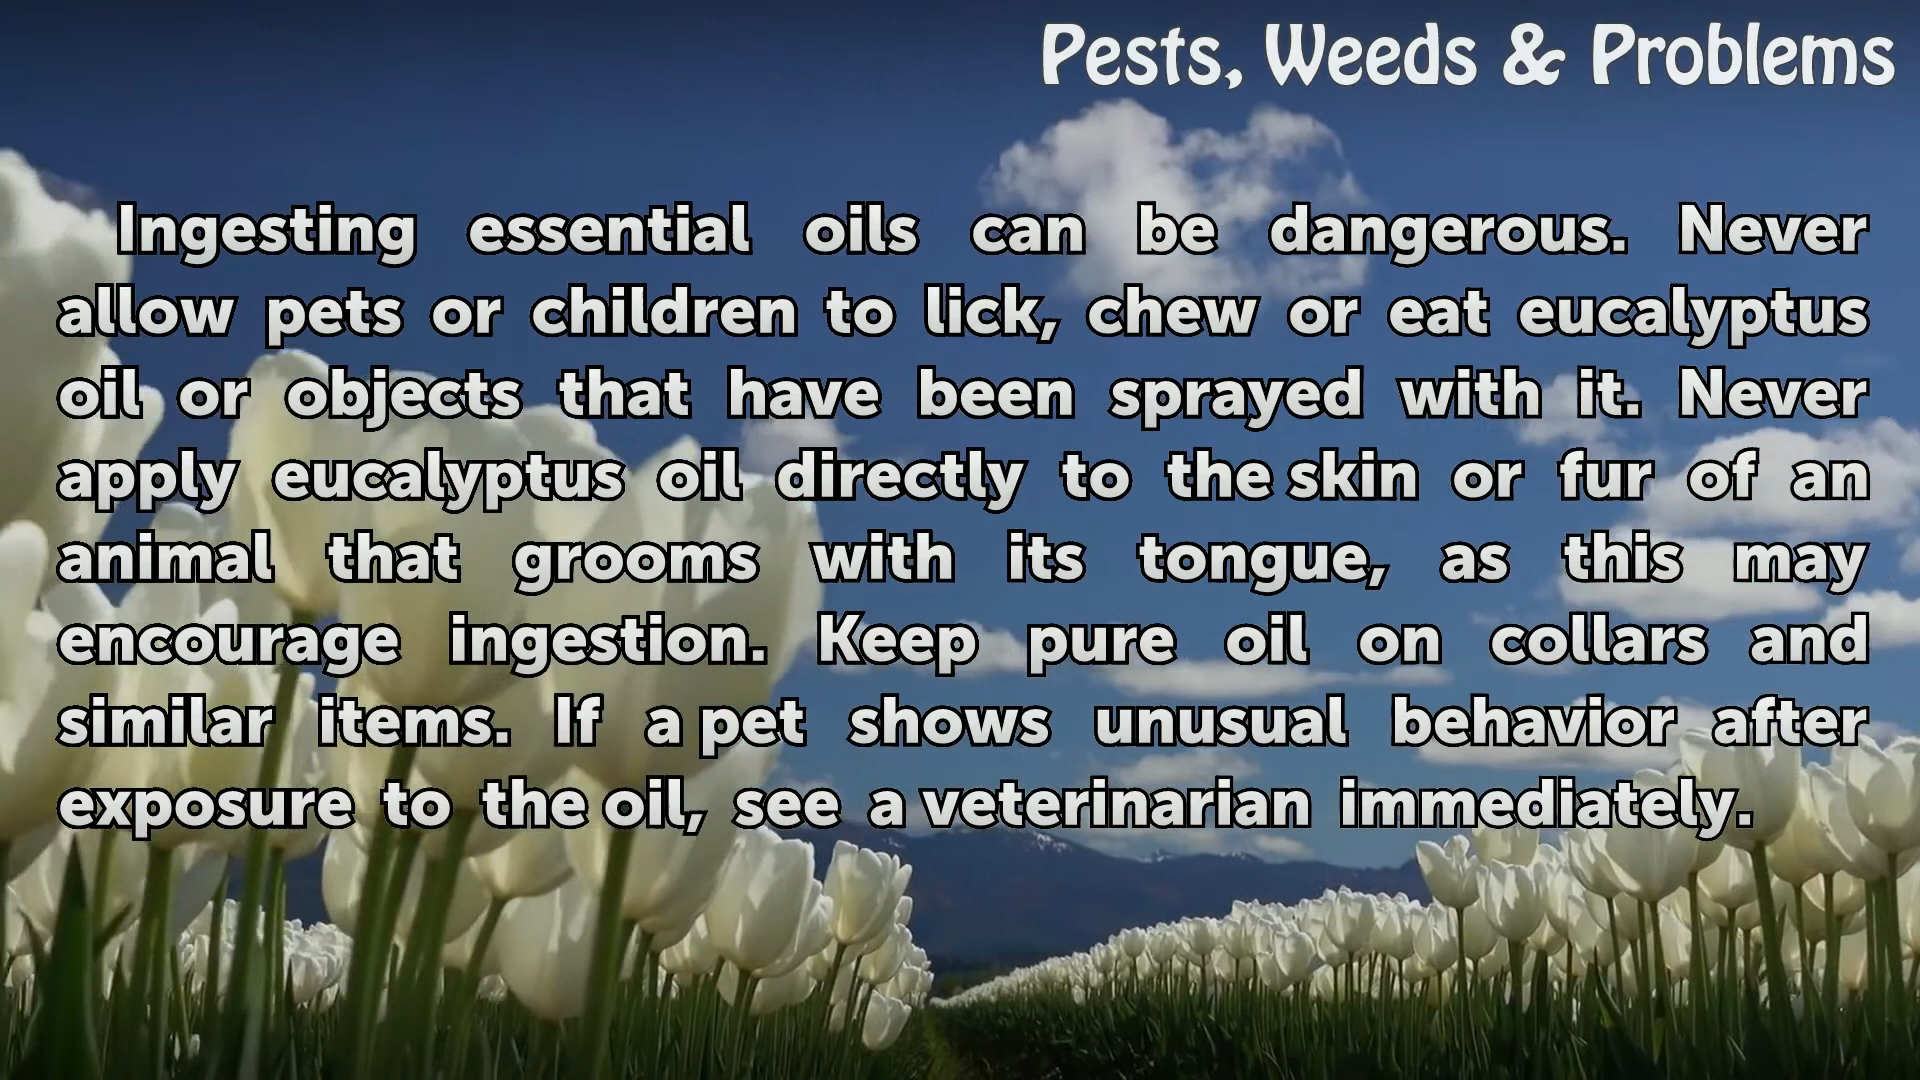 Pests, Weeds & Problems
Ingesting essential oils can be dangerous. Never
allow pets or children to lick, chew or eat eucalyptus
oil or objects that have been sprayed with it. Never
apply eucalyptus oil directly to the skin or fur of an
animal that grooms with its tongue, as this may
encourage ingestion. Keep pure oil on collars and
similar items. If a pet shows unusual behavior after
exposure to the oil, see a veterinarian immediately.